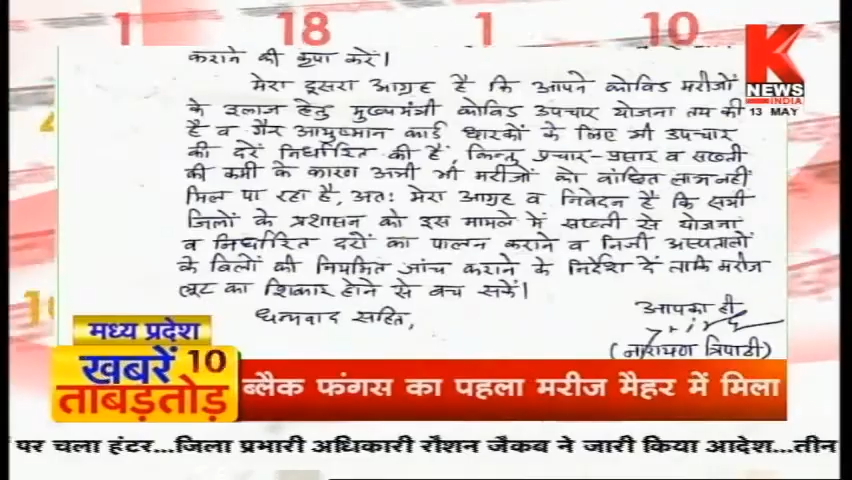 1 18 1 10
कराने की कृपा करें।
मेरा दूसरा आग्रह है कि आपने कोविड मरीजों
के इलाज हेतु मुख्यमंत्री कोविड उपचार योजना तय की
है व गैर आयुष्मान कार्ड धारकों के लिए भी उपचार
की दरें निर्धारित की हैं, किन्तु प्रचार-प्रसार व सख्ती
की कमी के कारण अभी भी मरीजों को वांछित लाभ नहीं
मिल पा रहा है, अतः मेरा आग्रह व निवेदन है कि सभी
जिलों के प्रशासन को इस मामले में सख्ती से योजना
व निर्धारित दरों का पालन कराने व निजी अस्पतालों
के बिलों की नियमित जांच कराने के निर्देश दें ताकि मरीज
लूट का शिकार होने से बच सकें।
धन्यवाद सहित,
आपका ही
(नारायण त्रिपाठी)
K
NEWS
INDIA
13 MAY
मध्य प्रदेश
खबरें 10
ताबड़तोड़
ब्लैक फंगस का पहला मरीज मैहर में मिला
पर चला हंटर...जिला प्रभारी अधिकारी रौशन जैकब ने जारी किया आदेश...तीन